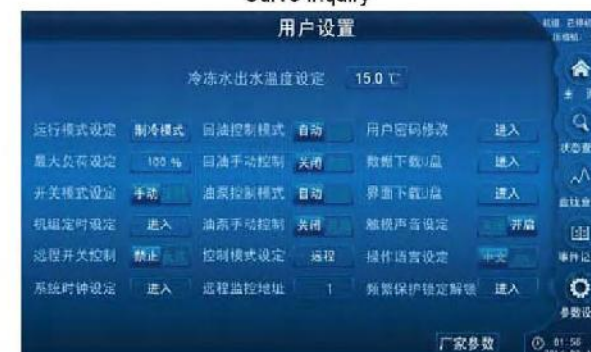 Curve Inquiry
用户设置
冷冻水出水温度设定 15.0 ℃
运行模式设定 制冷模式 回油控制模式 自动 用户密码修改 进入
最大负荷设定 100 % 回油手动控制 关闭 数据下载U盘 进入
开关模式设定 手动 油泵控制模式 自动 界面下载U盘 进入
机组定时设定 进入 油泵手动控制 关闭 触摸声音设定 开启
远程开关控制 禁止 控制模式设定 远程 操作语言设定 中文
系统时钟设定 进入 远程监控地址 1 频繁保护锁定解锁 进入
厂家参数 01:58
主
状态查
曲线查
事件记
参数设